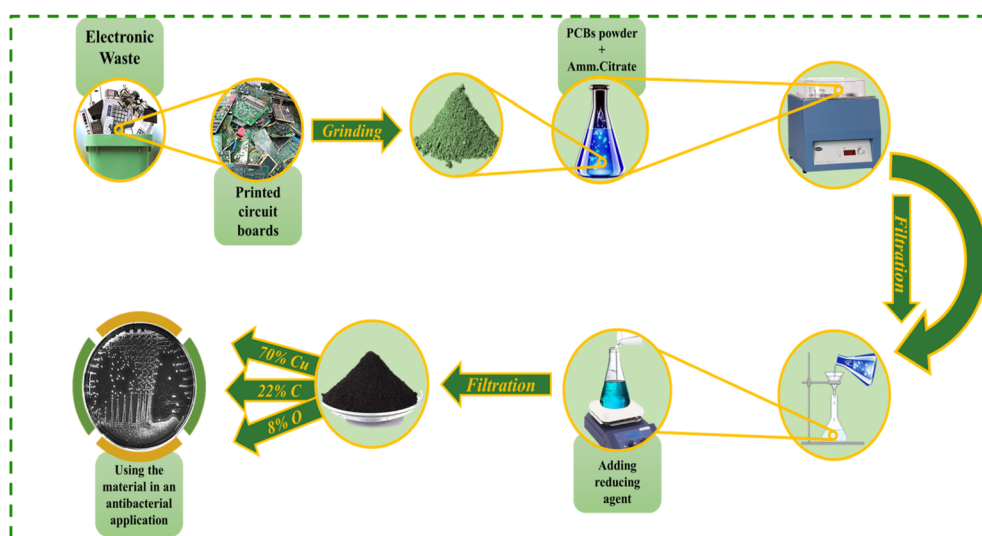 Electronic
Waste
PCBs powder
+
Amm.Citrate
Grinding
Printed
circuit
boards
Filtration
70% Cu
22% C
8% O
Filtration
Using the
material in an
antibacterial
application
Adding
reducing
agent